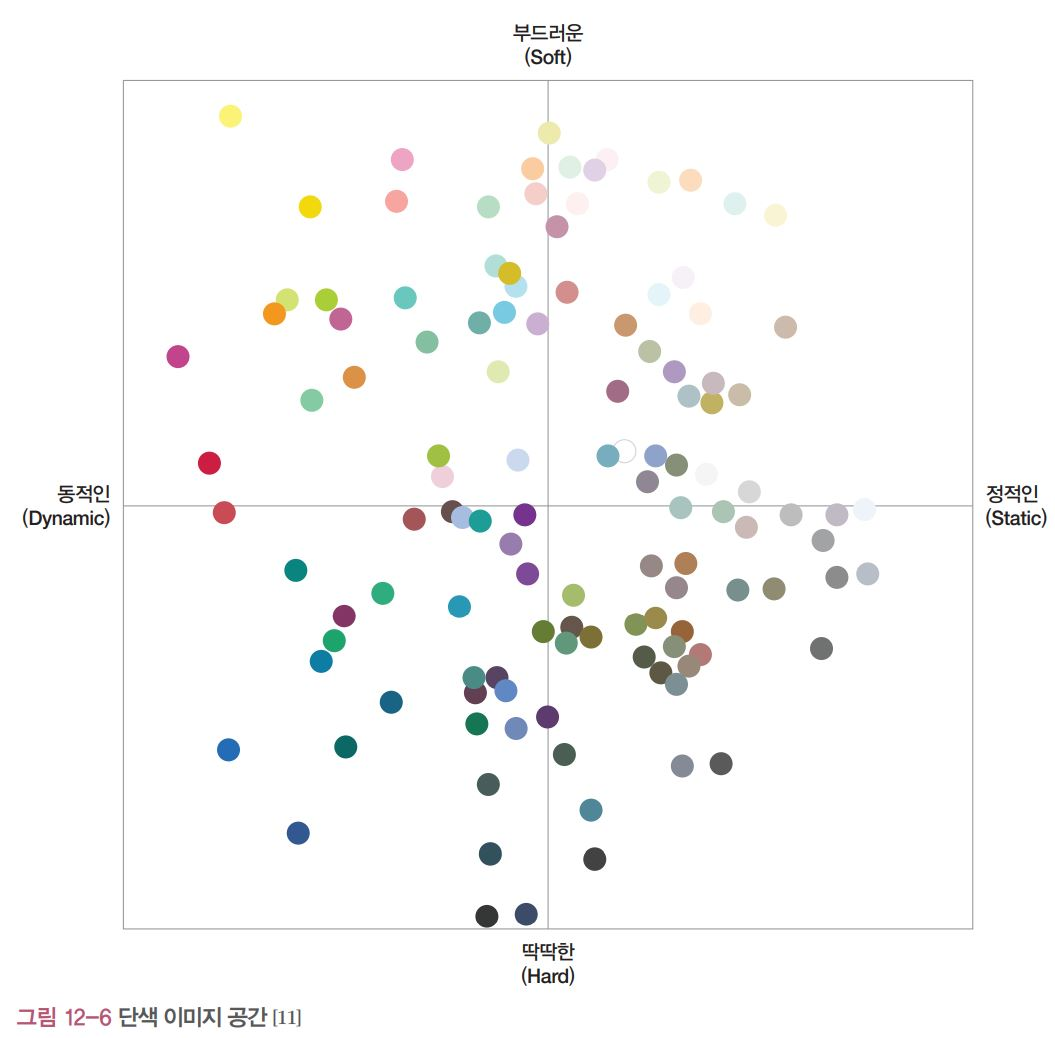 부드러운
(Soft)
동적인
(Dynamic)
정적인
(Static)
딱딱한
(Hard)
그림 12-6 단색 이미지 공간 [11]